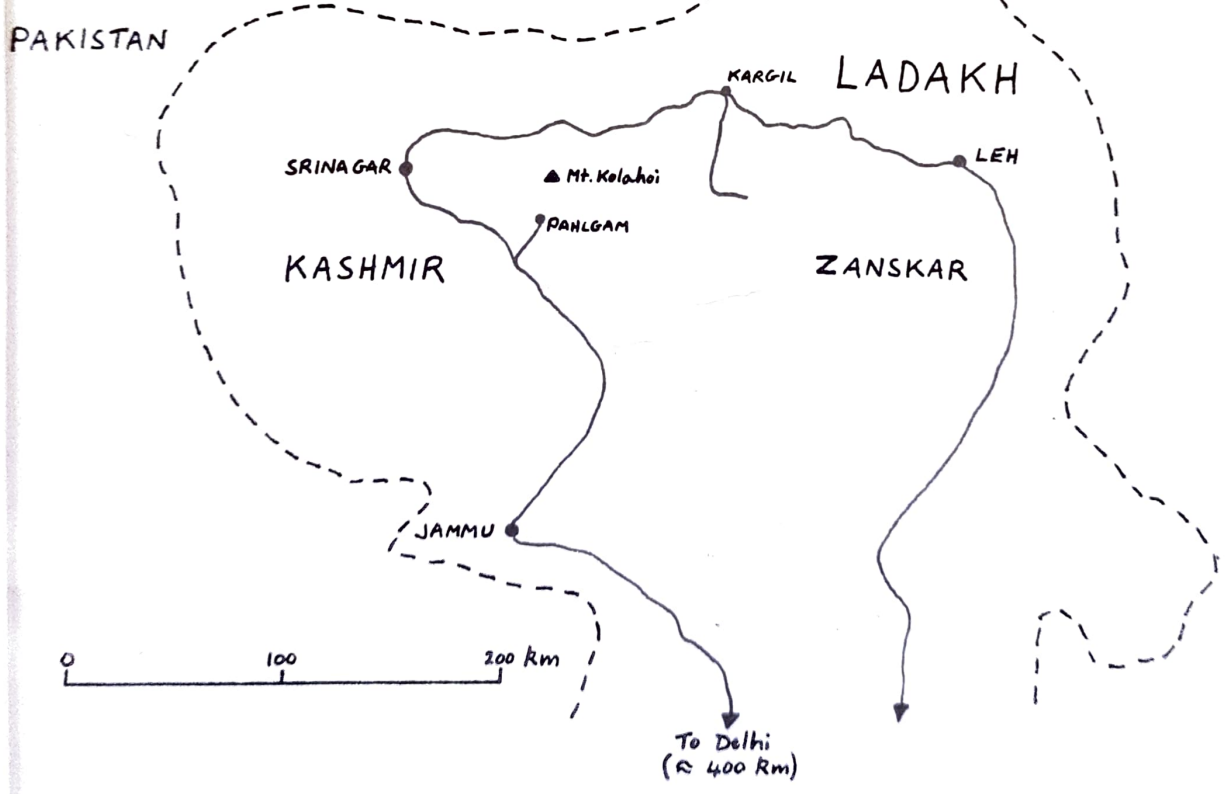 PAKISTAN
KARGIL
LADAKH
SRINAGAR
Mt. Kolahoi
LEH
PAHLGAM
KASHMIR
ZANSKAR
JAMMU
0 100 200 km
To Delhi
(≈ 400 km)